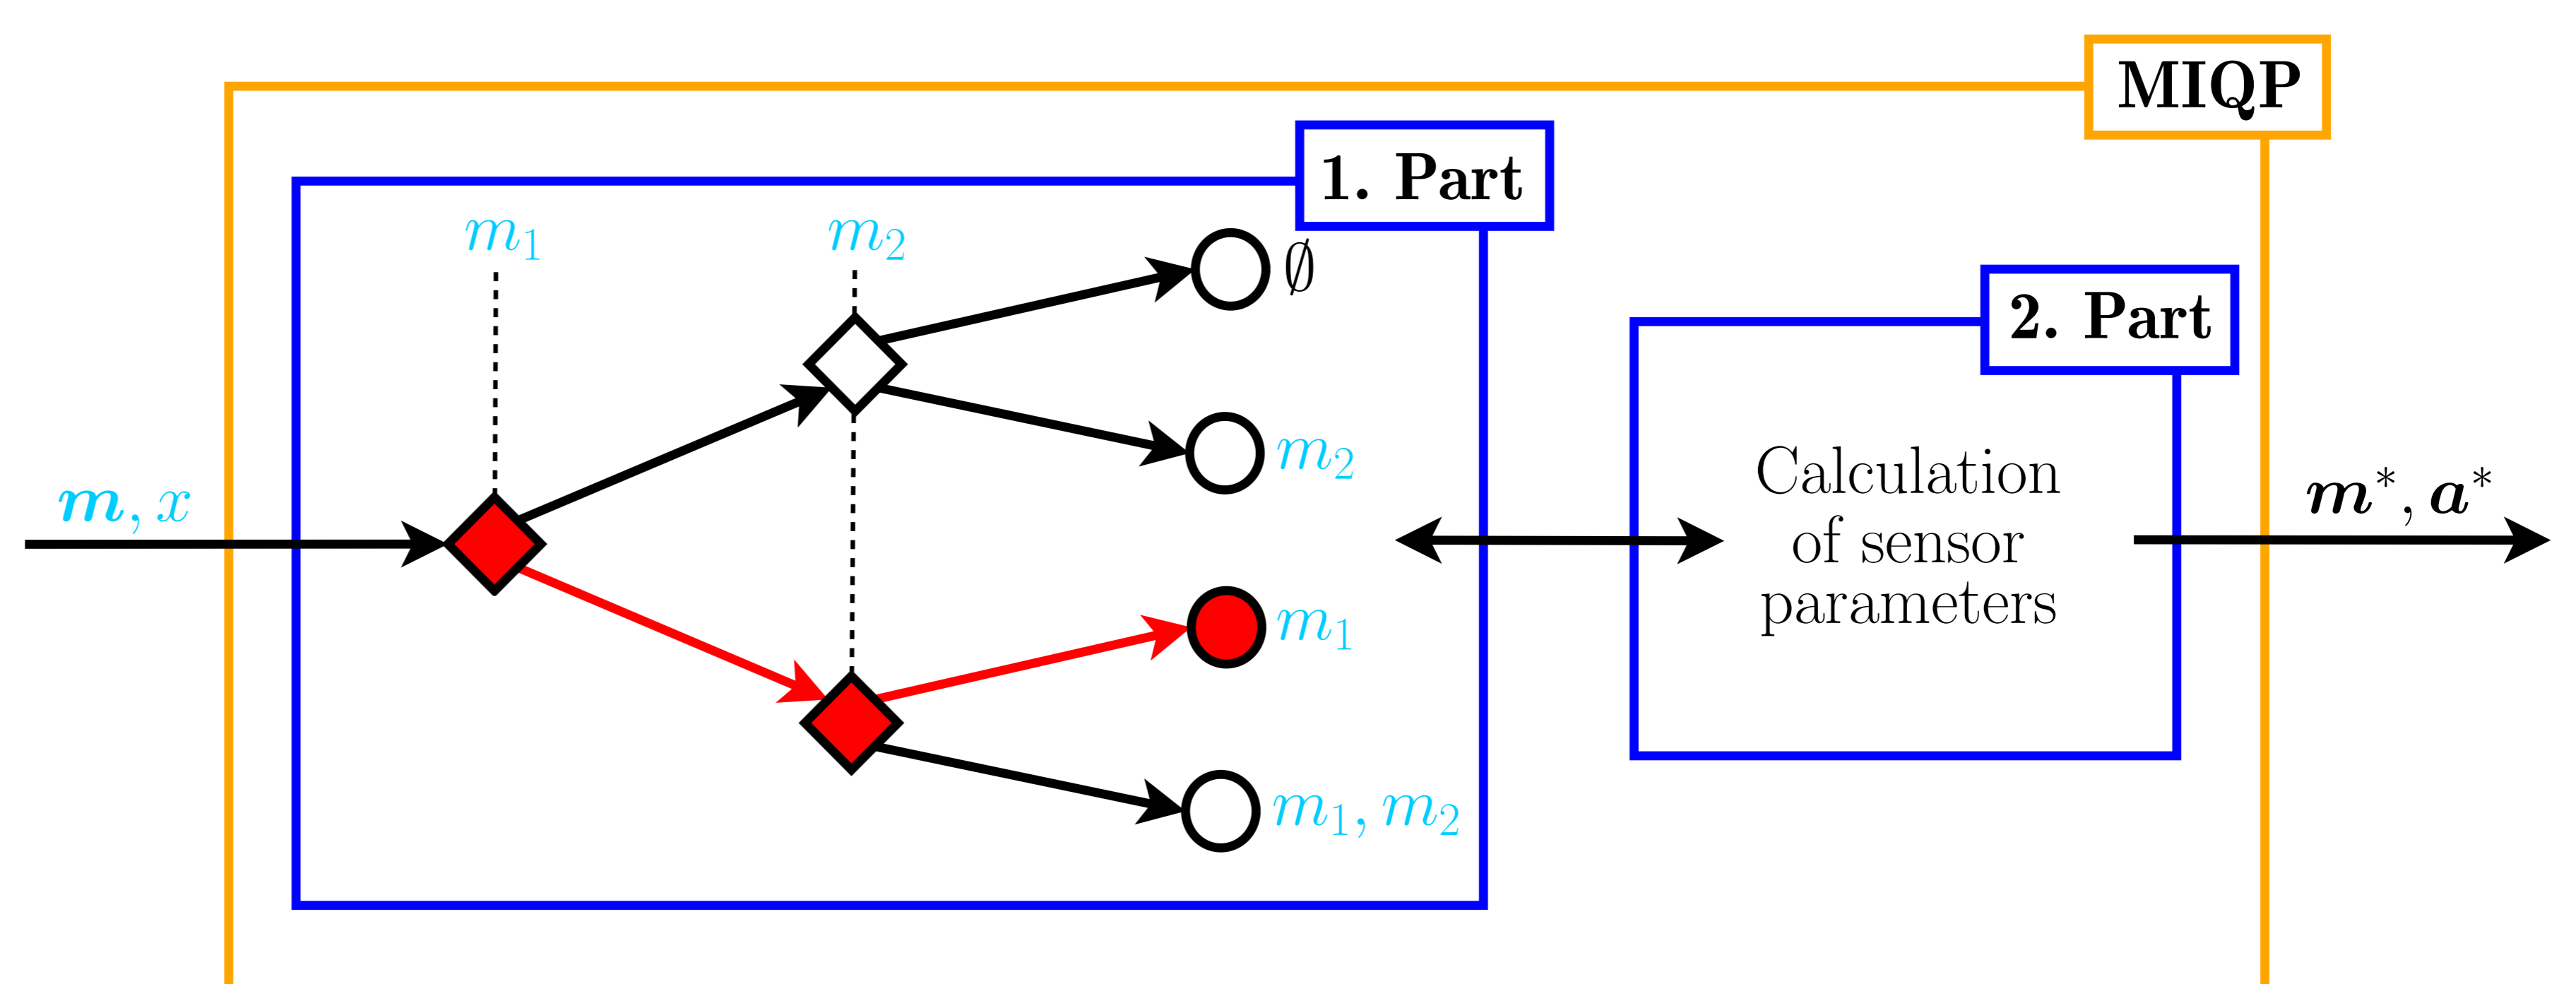 MIQP
1. Part
m₁
m₂
∅
2. Part
m₂
Calculation
of sensor
parameters
m, x
m*, a*
m₁
m₁, m₂